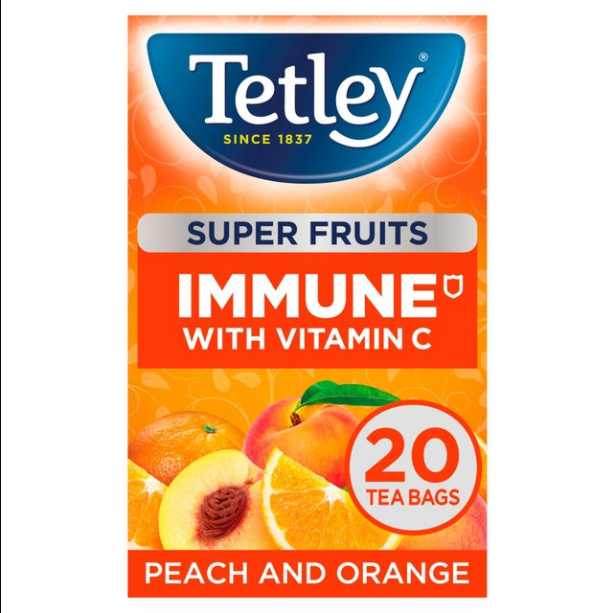 Tetley®
SINCE 1837
SUPER FRUITS
IMMUNE
WITH VITAMIN C
20
TEA BAGS
PEACH AND ORANGE